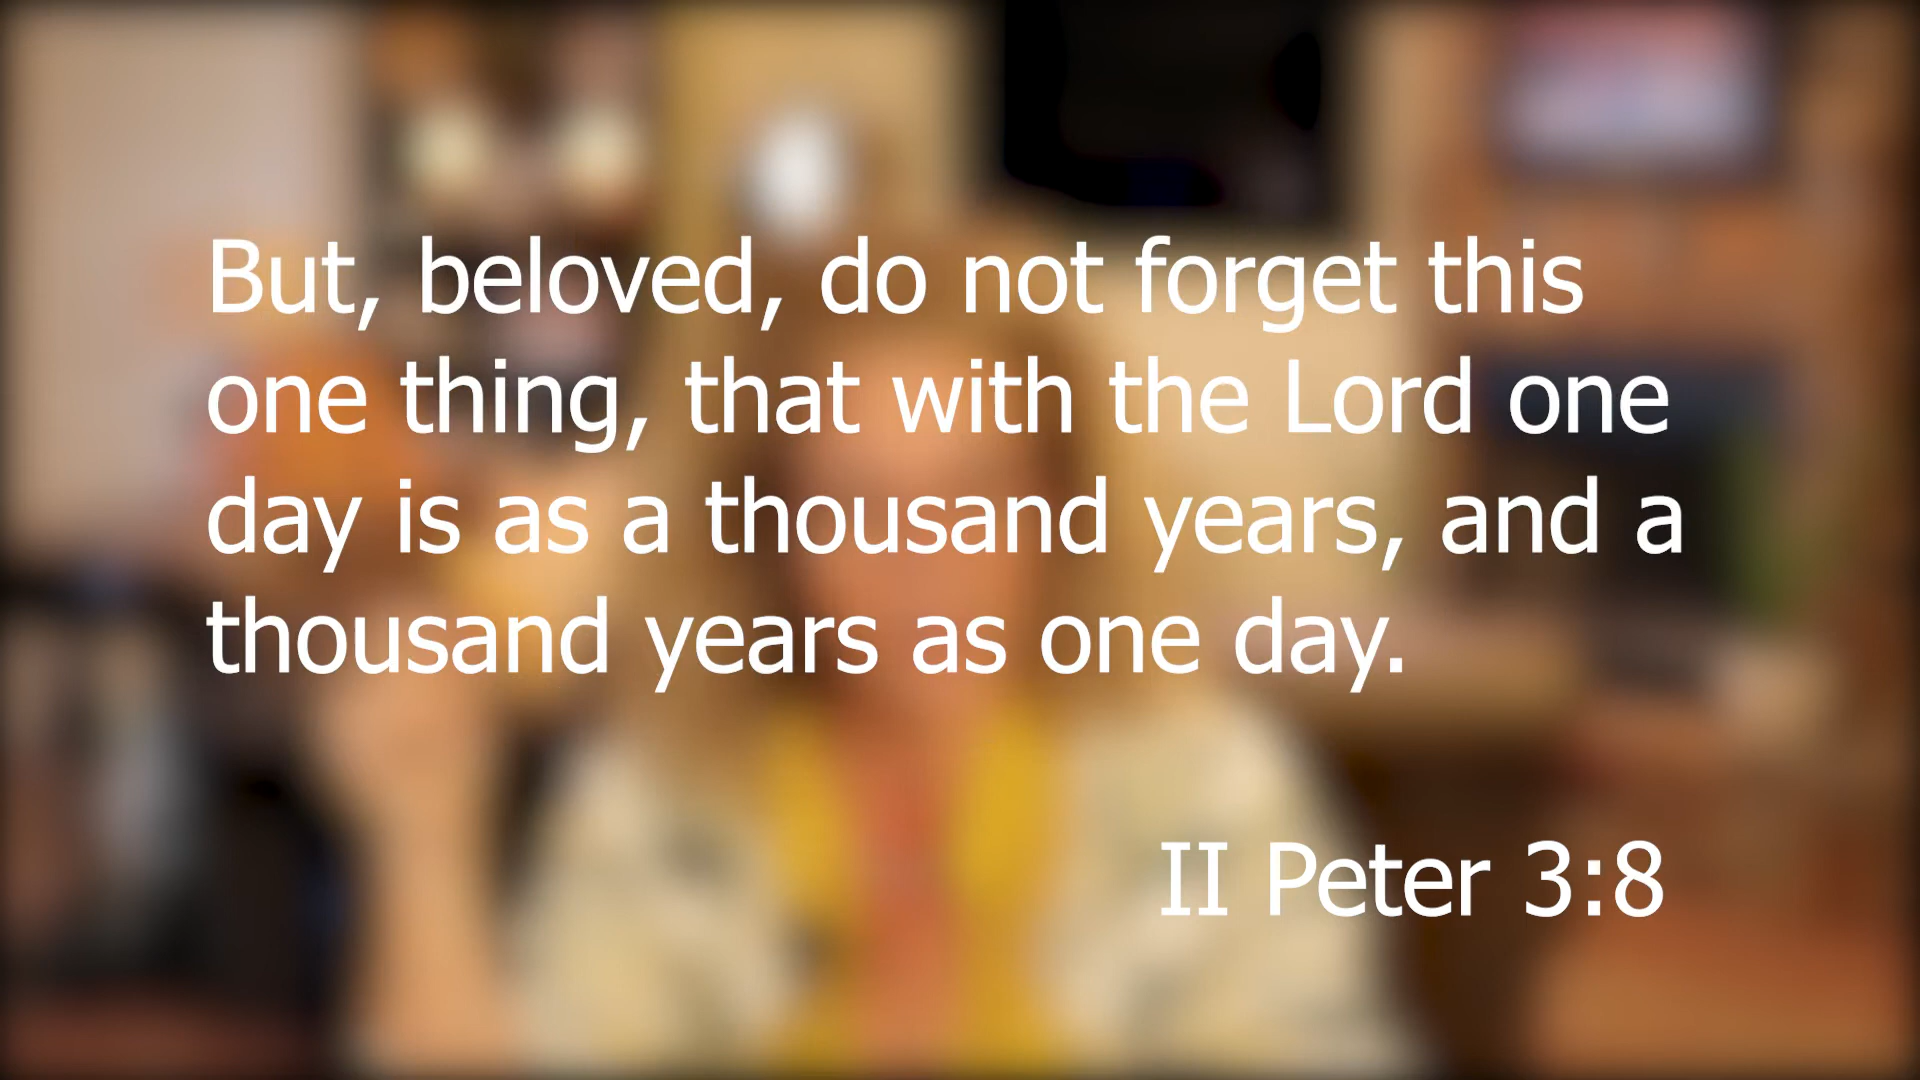 But, beloved, do not forget this
one thing, that with the Lord one
day is as a thousand years, and a
thousand years as one day.
II Peter 3:8